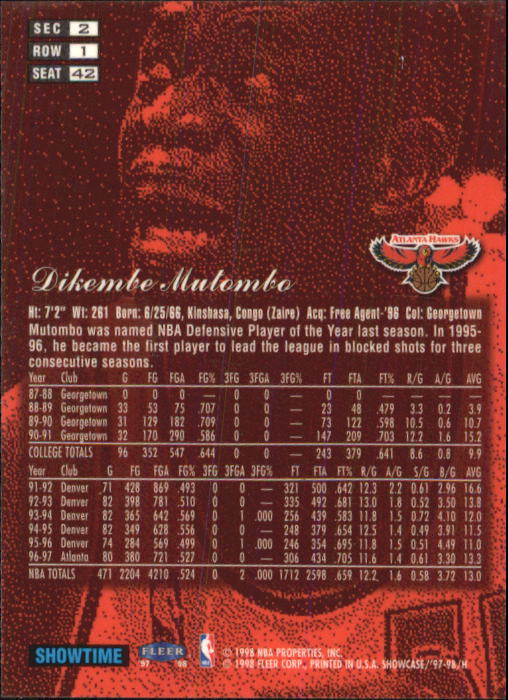 SEC 2
ROW 1
SEAT 42
ATLANTA HAWKS
Dikembe Mutombo
Ht: 7'2" Wt: 261 Born: 6/25/66, Kinshasa, Congo (Zaire) Acq: Free Agent-'96 Col: Georgetown
Mutombo was named NBA Defensive Player of the Year last season. In 1995-
96, he became the first player to lead the league in blocked shots for three
consecutive seasons.
Year Club G FG FGA FG% 3FG 3FGA 3FG% FT FTA FT% R/G A/G AVG
87-88 Georgetown 0 0 0 — 0 0 — 0 0 — 0 0 0
88-89 Georgetown 33 53 75 .707 0 0 — 23 48 .479 3.3 0.2 3.9
89-90 Georgetown 31 129 182 .709 0 0 — 73 122 .598 10.5 0.6 10.7
90-91 Georgetown 32 170 290 .586 0 0 — 147 209 .703 12.2 1.6 15.2
COLLEGE TOTALS 96 352 547 .644 0 0 — 243 379 .641 8.6 0.8 9.9
Year Club G FG FGA FG% 3FG 3FGA 3FG% FT FTA FT% R/G A/G S/G B/G AVG
91-92 Denver 71 428 869 .493 0 0 — 321 500 .642 12.3 2.2 0.61 2.96 16.6
92-93 Denver 82 398 781 .510 0 0 — 335 492 .681 13.0 1.8 0.52 3.50 13.8
93-94 Denver 82 365 642 .569 0 1 .000 256 439 .583 11.8 1.5 0.72 4.10 12.0
94-95 Denver 82 349 628 .556 0 0 — 248 379 .654 12.5 1.4 0.49 3.91 11.5
95-96 Denver 74 284 569 .499 0 1 .000 246 354 .695 11.8 1.5 0.51 4.49 11.0
96-97 Atlanta 80 380 721 .527 0 0 — 306 434 .705 11.6 1.4 0.61 3.30 13.3
NBA TOTALS 471 2204 4210 .524 0 2 .000 1712 2598 .659 12.2 1.6 0.58 3.72 13.0
SHOWTIME
FLEER
97 98
© 1998 NBA PROPERTIES, INC.
© 1998 FLEER CORP., PRINTED IN U.S.A. SHOWCASE/'97-'98/H